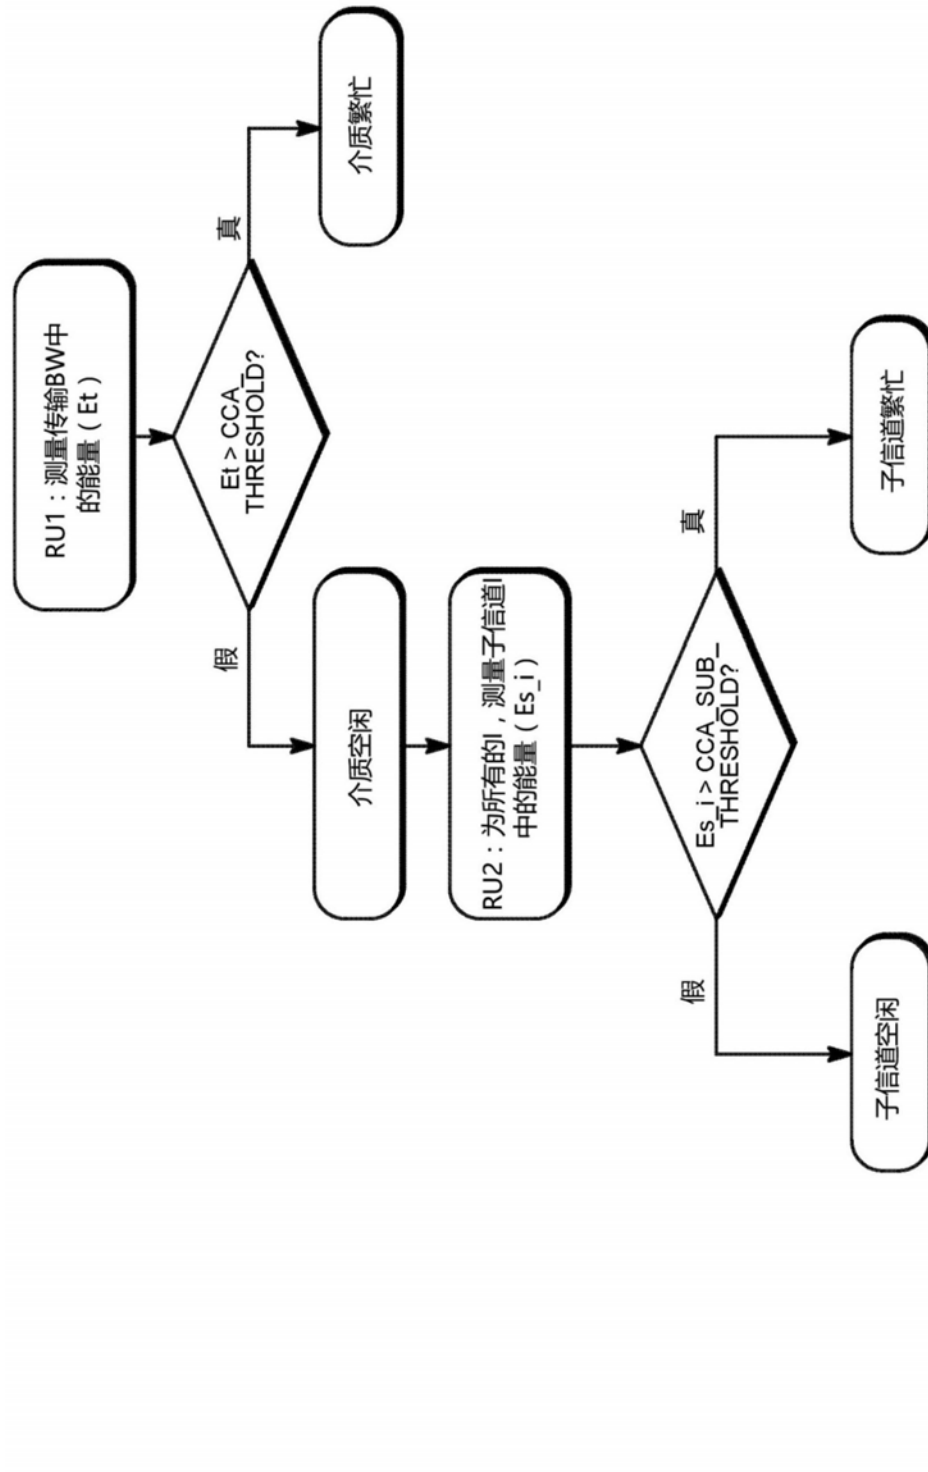 RU1：测量传输BW中
的能量（Et）
Et > CCA_
THRESHOLD?
真
介质繁忙
假
介质空闲
RU2：为所有的I，测量子信道I
中的能量（Es_i）
Es_i > CCA_SUB_
THRESHOLD?
真
子信道繁忙
假
子信道空闲